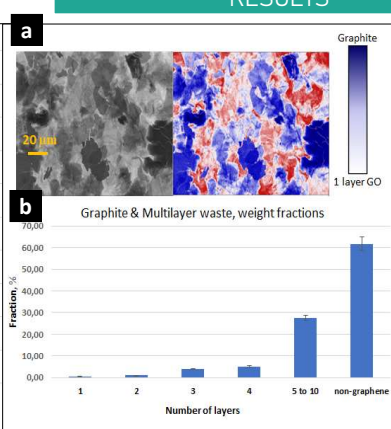 RESULTS
a
Graphite
20 µm
1 layer GO
b
Graphite & Multilayer waste, weight fractions
70,00
60,00
50,00
40,00
30,00
20,00
10,00
0,00
Fraction, %
1 2 3 4 5 to 10 non-graphene
Number of layers